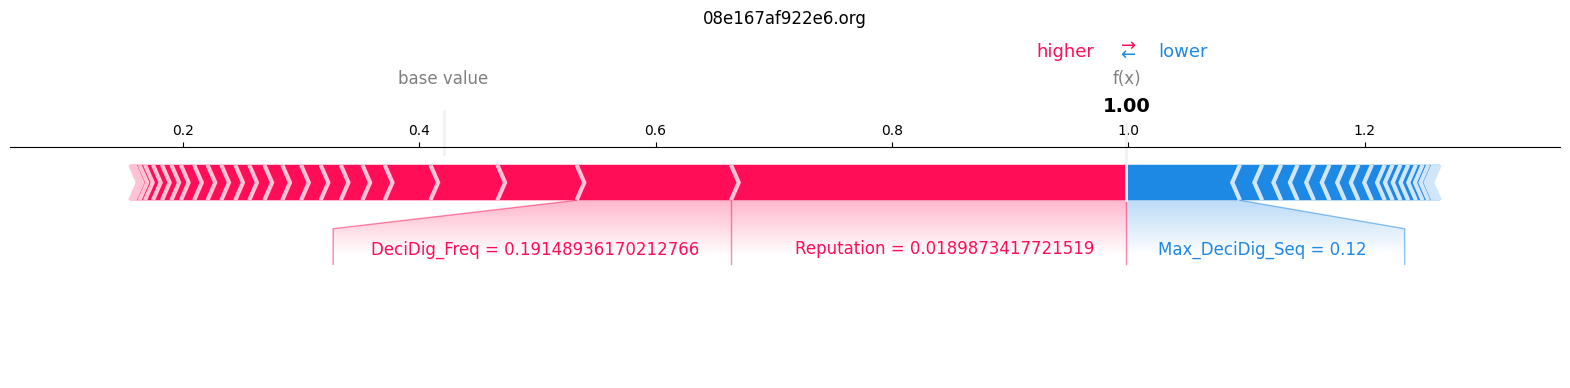 08e167af922e6.org
higher ⇄ lower
base value f(x)
1.00
0.2 0.4 0.6 0.8 1.0 1.2
DeciDig_Freq = 0.19148936170212766 Reputation = 0.0189873417721519 Max_DeciDig_Seq = 0.12